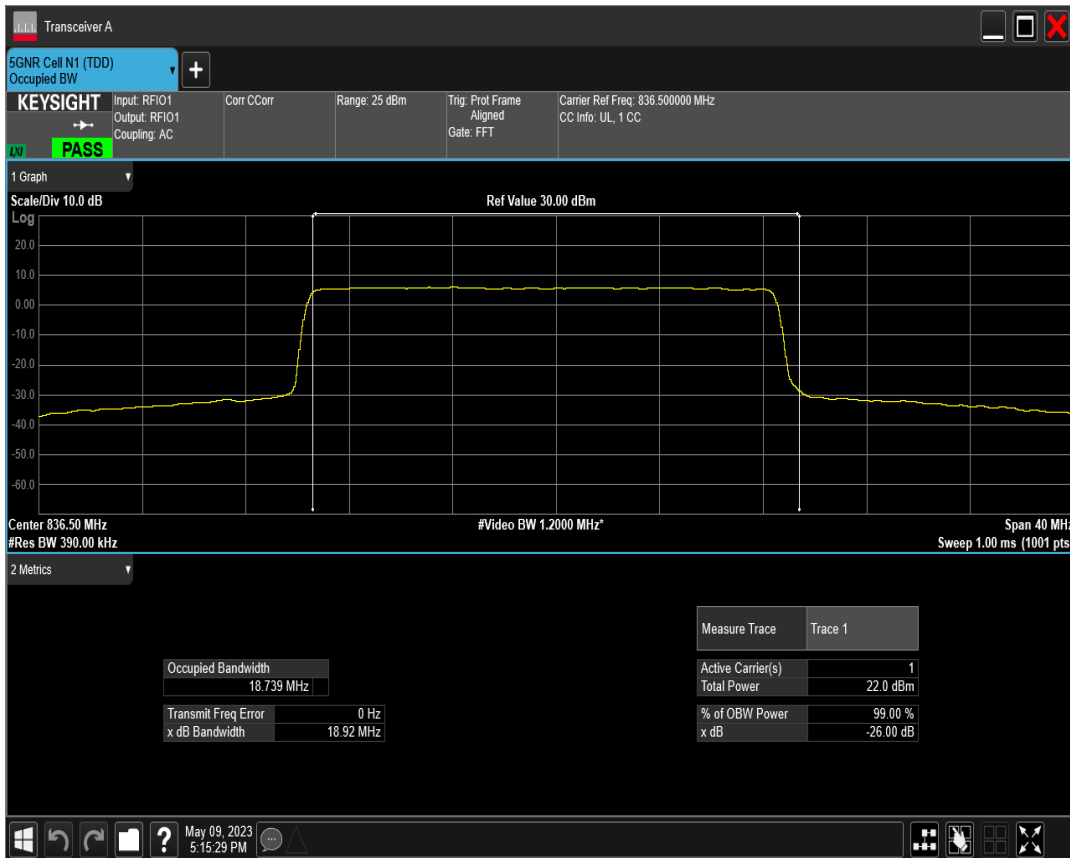 Transceiver A
5GNR Cell N1 (TDD)
Occupied BW
+
KEYSIGHT
LXI
PASS
Input: RFIO1
Output: RFIO1
Coupling: AC
Corr CCorr
Range: 25 dBm
Trig: Prot Frame
Aligned
Gate: FFT
Carrier Ref Freq: 836.500000 MHz
CC Info: UL, 1 CC
1 Graph
Scale/Div 10.0 dB
Ref Value 30.00 dBm
Log
20.0
10.0
0.00
-10.0
-20.0
-30.0
-40.0
-50.0
-60.0
Center 836.50 MHz
#Video BW 1.2000 MHz*
Span 40 MHz
#Res BW 390.00 kHz
Sweep 1.00 ms (1001 pts
2 Metrics
Measure Trace Trace 1
Occupied Bandwidth
18.739 MHz
Active Carrier(s) 1
Total Power 22.0 dBm
Transmit Freq Error 0 Hz
x dB Bandwidth 18.92 MHz
% of OBW Power 99.00 %
x dB -26.00 dB
?
May 09, 2023
5:15:29 PM